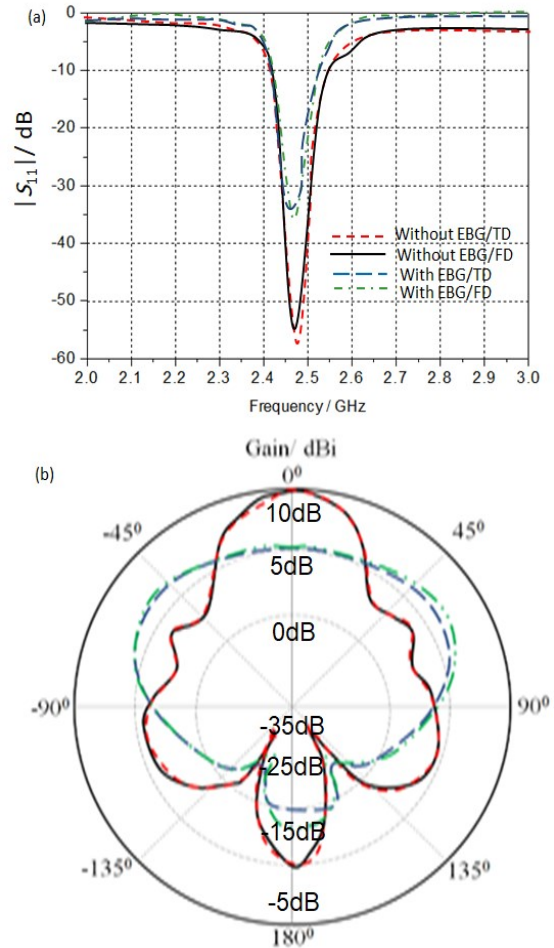 (a)
0
-10
-20
-30
-40
-50
-60
|S₁₁| / dB
Without EBG/TD
Without EBG/FD
With EBG/TD
With EBG/FD
2.0 2.1 2.2 2.3 2.4 2.5 2.6 2.7 2.8 2.9 3.0
Frequency / GHz
(b)
Gain/ dBi
0⁰
-45⁰ 10dB 45⁰
5dB
0dB
-90⁰ 90⁰
-35dB
-25dB
-15dB
-135⁰ 135⁰
-5dB
180⁰